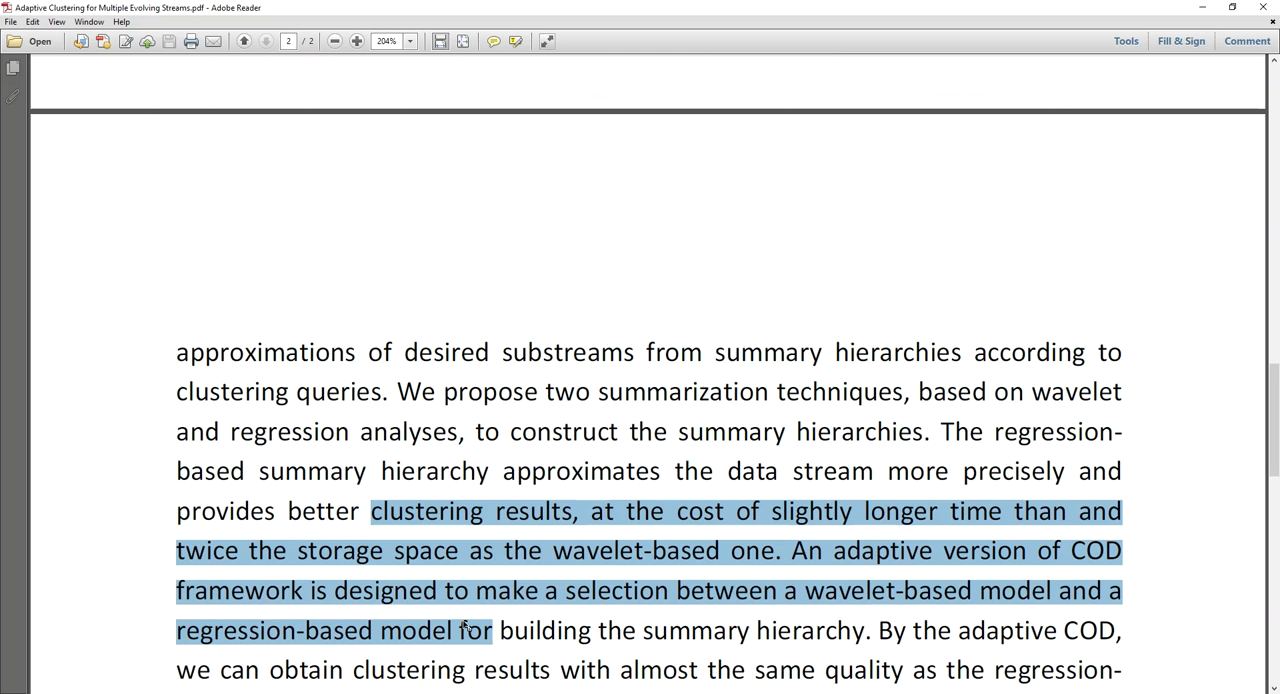 Adaptive Clustering for Multiple Evolving Streams.pdf - Adobe Reader
File Edit View Window Help
Open 2 / 2 204% Tools Fill & Sign Comment
approximations of desired substreams from summary hierarchies according to
clustering queries. We propose two summarization techniques, based on wavelet
and regression analyses, to construct the summary hierarchies. The regression-
based summary hierarchy approximates the data stream more precisely and
provides better clustering results, at the cost of slightly longer time than and
twice the storage space as the wavelet-based one. An adaptive version of COD
framework is designed to make a selection between a wavelet-based model and a
regression-based model for building the summary hierarchy. By the adaptive COD,
we can obtain clustering results with almost the same quality as the regression-